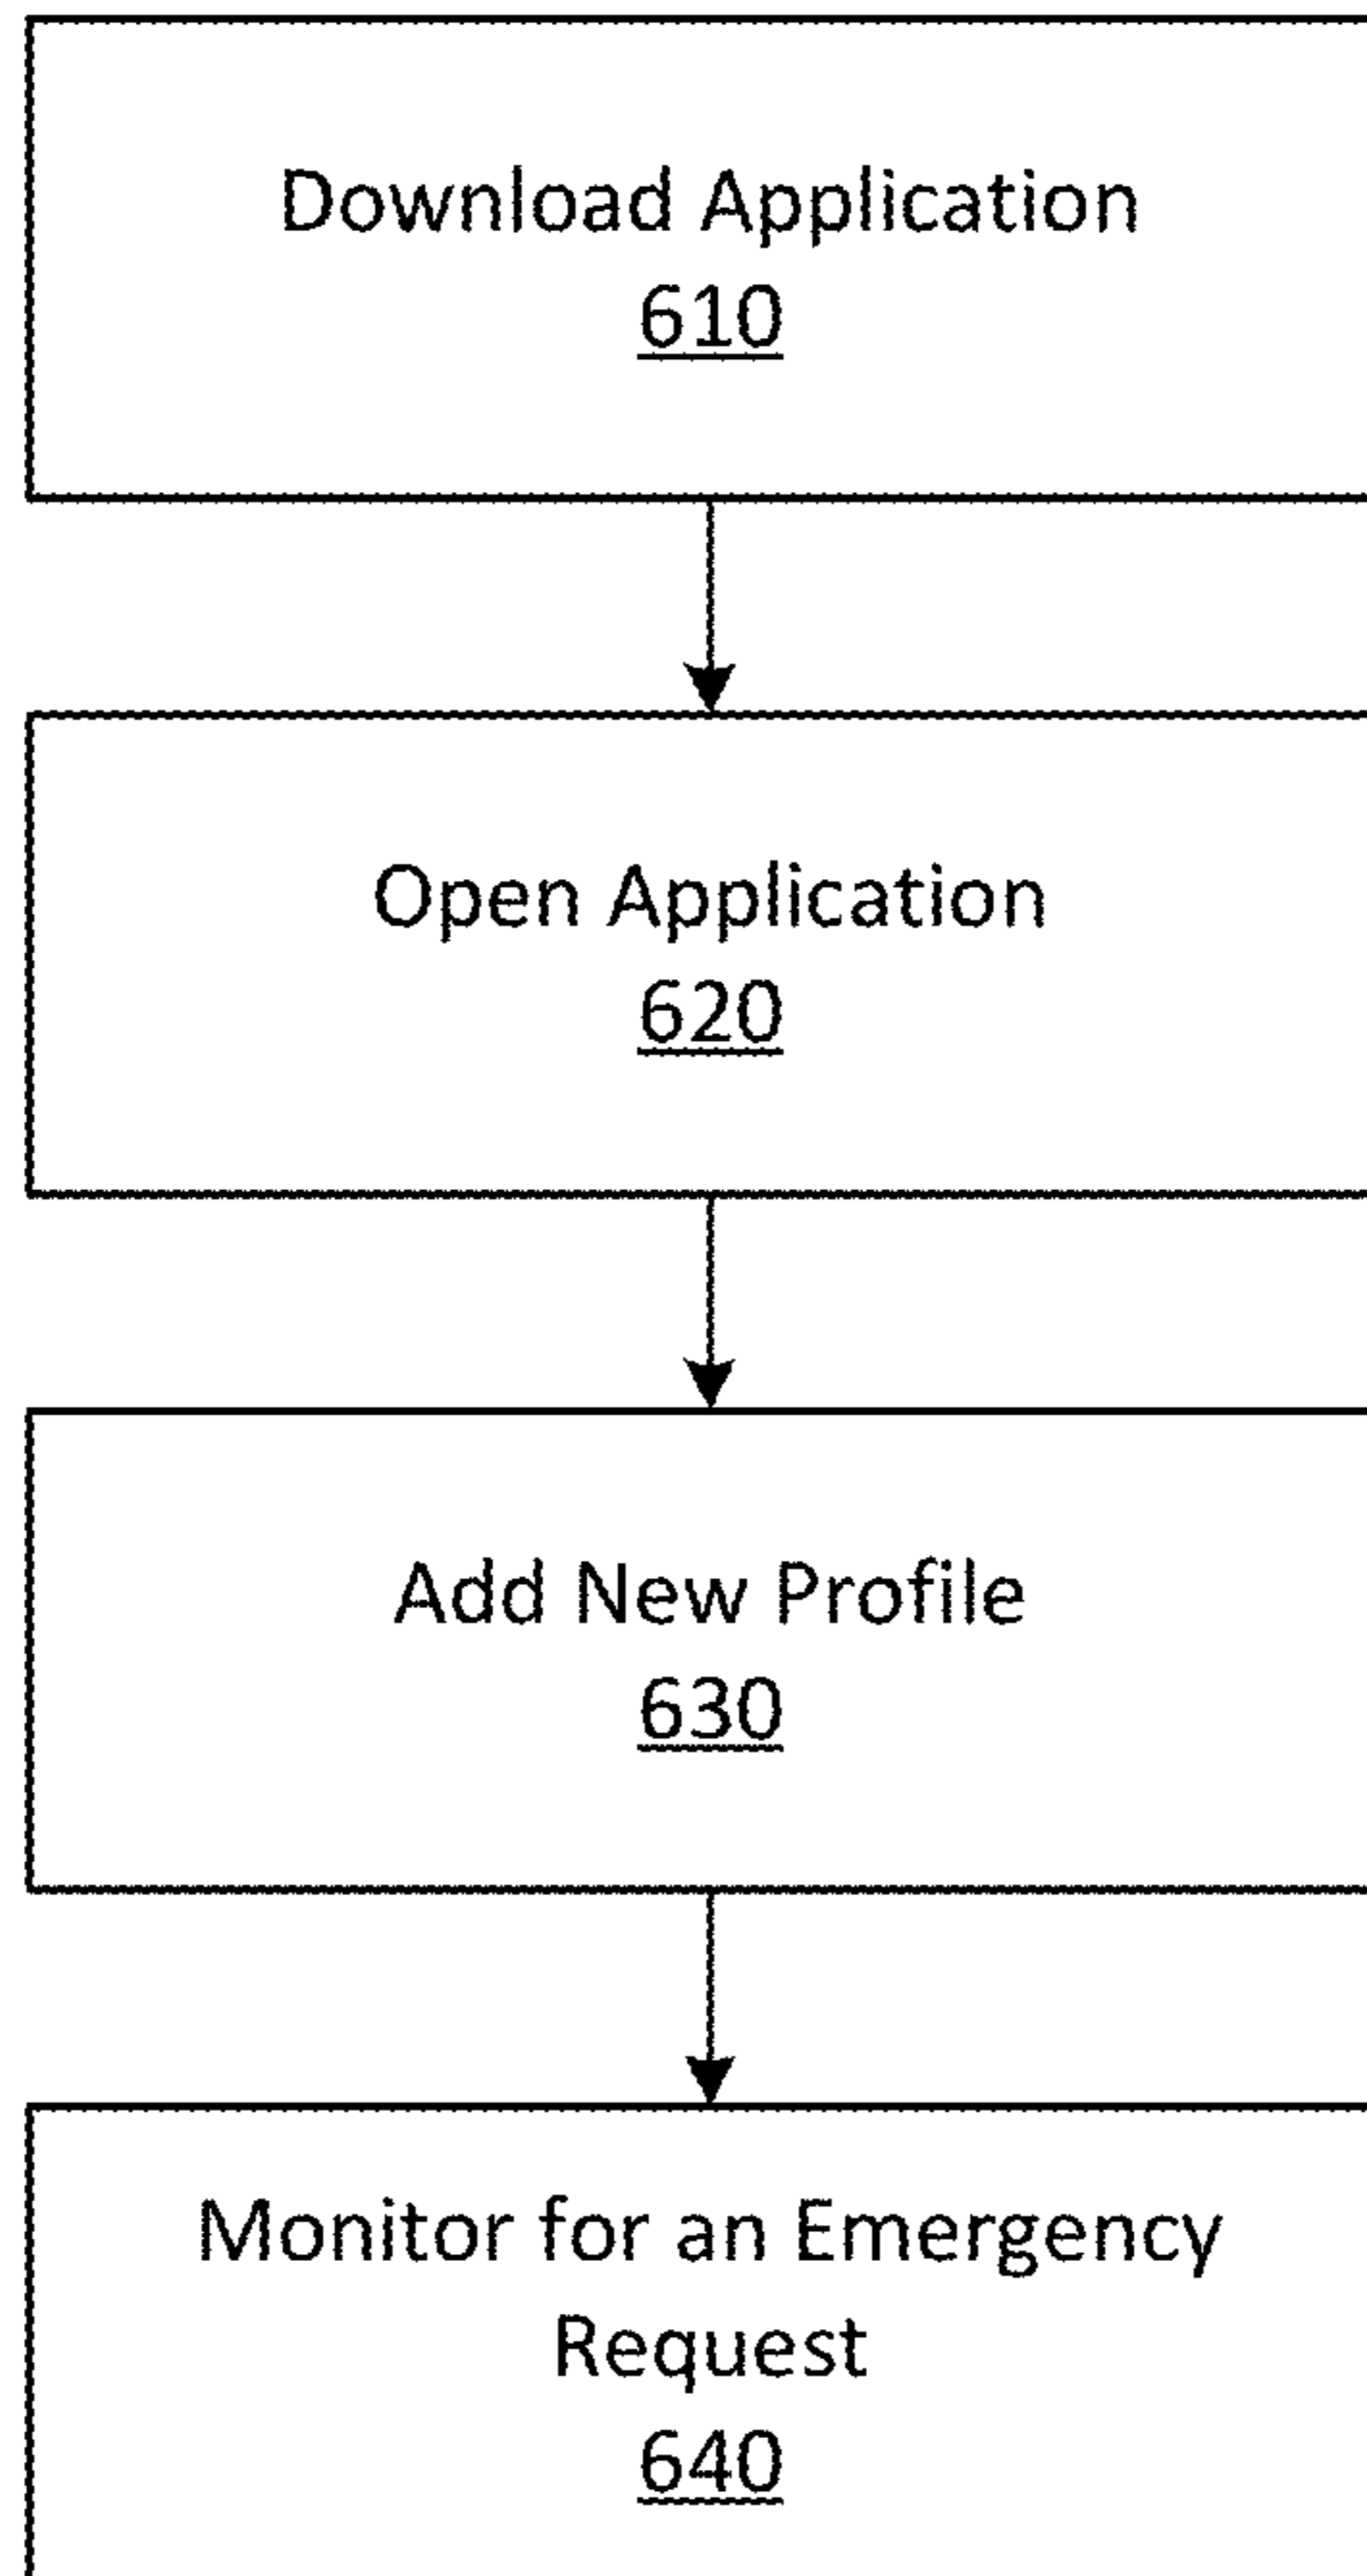 Download Application
610
Open Application
620
Add New Profile
630
Monitor for an Emergency
Request
640